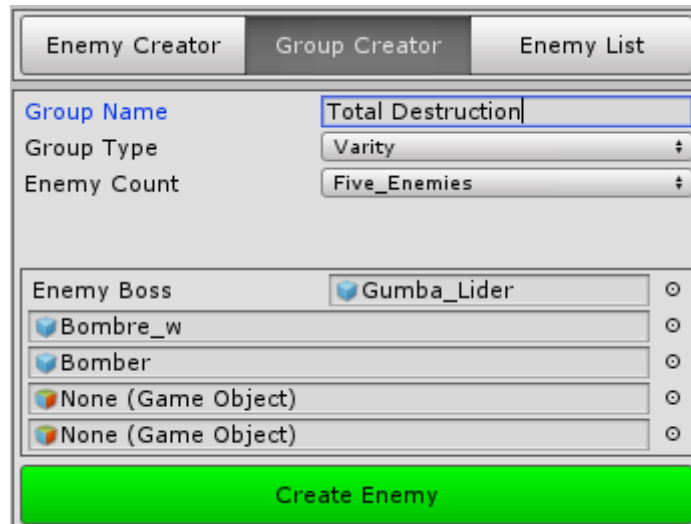 Enemy Creator Group Creator Enemy List
Group Name Total Destruction
Group Type Varity
Enemy Count Five_Enemies
Enemy Boss Gumba_Lider
Bombre_w
Bomber
None (Game Object)
None (Game Object)
Create Enemy